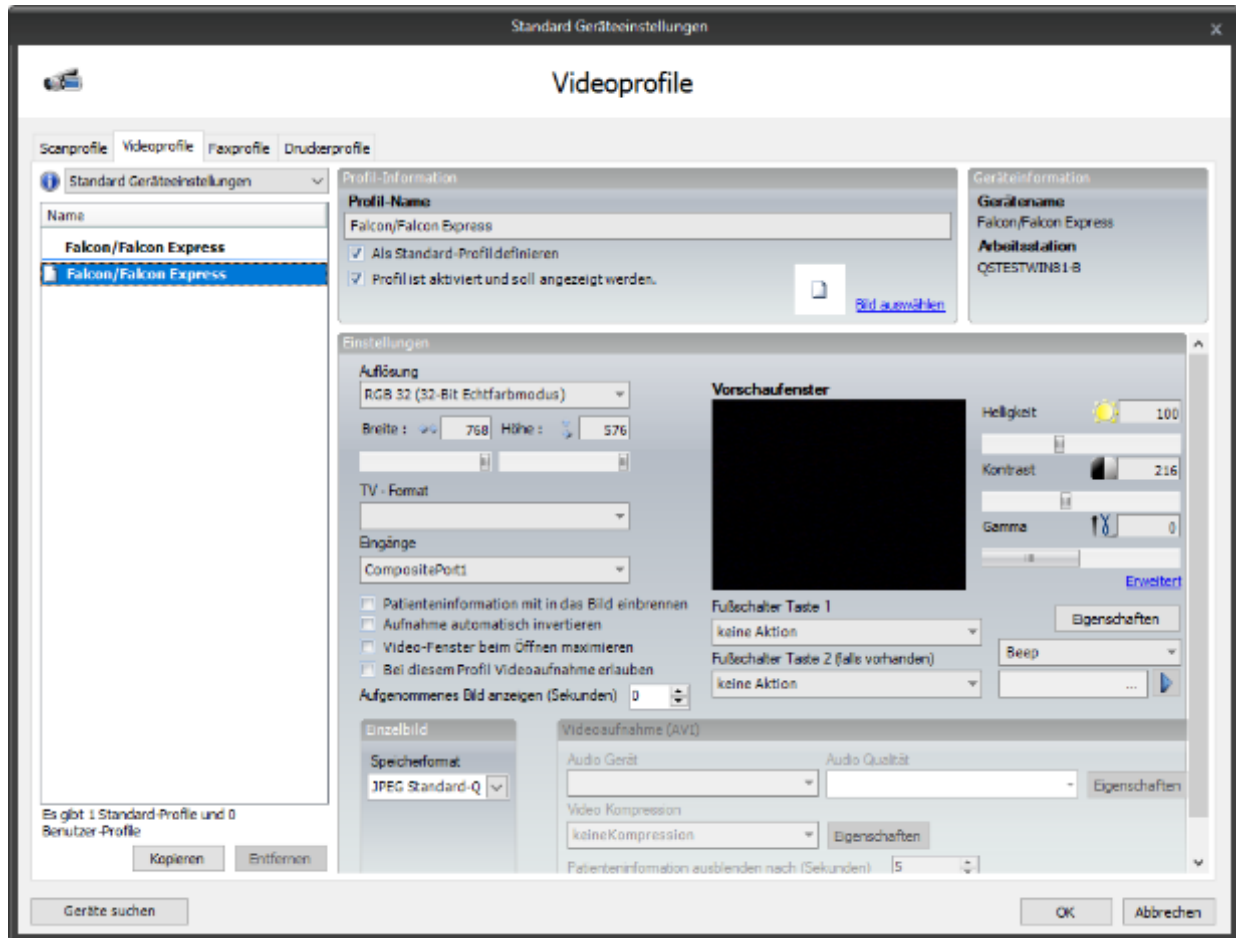 Standard Geräteeinstellungen
x
Videoprofile
Scanprofile Videoprofile Faxprofile Druckerprofile
Standard Geräteeinstellungen
Name
Falcon/Falcon Express
Falcon/Falcon Express
Es gibt 1 Standard-Profile und 0
Benutzer-Profile
Kopieren Entfernen
Profil-Information
Profil-Name
Falcon/Falcon Express
Als Standard-Profil definieren
Profil ist aktiviert und soll angezeigt werden.
Bild auswählen
Geräteinformation
Gerätename
Falcon/Falcon Express
Arbeitsstation
QSTESTWIN81-B
Einstellungen
Auflösung
RGB 32 (32-Bit Echtfarbmodus)
Breite : 768 Höhe : 576
TV - Format
Eingänge
CompositePort1
Patienteninformation mit in das Bild einbrennen
Aufnahme automatisch invertieren
Video-Fenster beim Öffnen maximieren
Bei diesem Profil Videoaufnahme erlauben
Aufgenommenes Bild anzeigen (Sekunden) 0
Vorschaufenster
Fußschalter Taste 1
keine Aktion
Fußschalter Taste 2 (falls vorhanden)
keine Aktion
Helligkeit 100
Kontrast 216
Gamma 0
Erweitert
Eigenschaften
Beep
...
Einzelbild
Speicherformat
JPEG Standard-Q
Videoaufnahme (AVI)
Audio Gerät Audio Qualität
Eigenschaften
Video Kompression
keineKompression Eigenschaften
Patienteninformation ausblenden nach (Sekunden) 5
Geräte suchen
OK Abbrechen